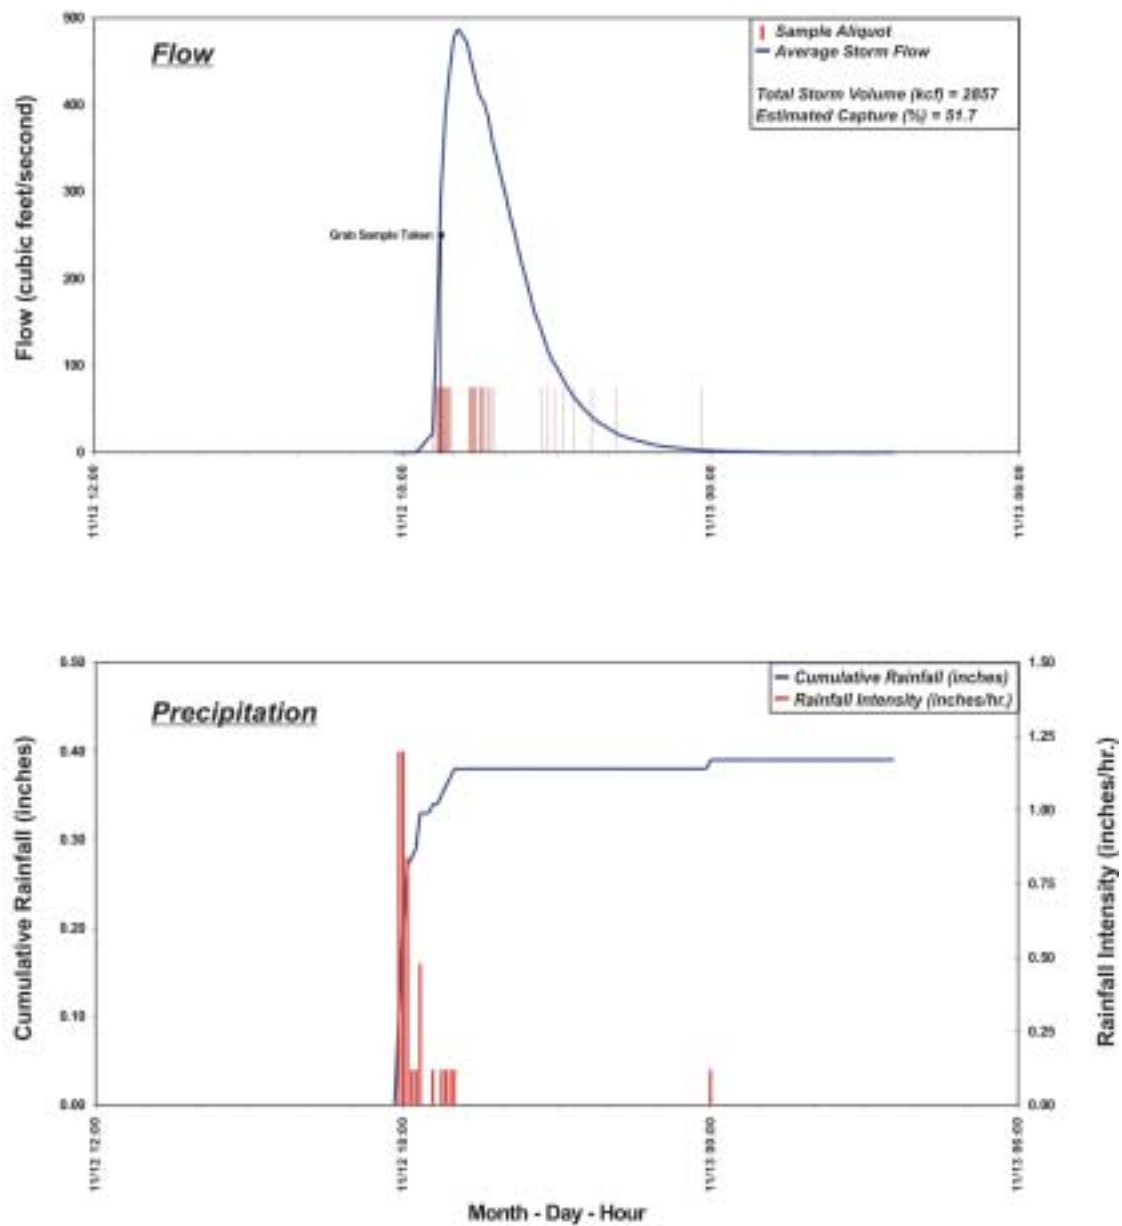 500
Flow
Sample Aliquot
Average Storm Flow
Total Storm Volume (kcf) = 2857
Estimated Capture (%) = 51.7
400
300
Grab Sample Taken
200
100
0
Flow (cubic feet/second)
11/12 12:00
11/12 18:00
11/13 00:00
11/13 06:00
0.50
1.50
Precipitation
Cumulative Rainfall (inches)
Rainfall Intensity (inches/hr.)
0.40
1.25
0.30
1.00
0.20
0.75
0.50
0.10
0.25
0.00
0.00
Cumulative Rainfall (inches)
Rainfall Intensity (inches/hr.)
11/12 12:00
11/12 18:00
11/13 00:00
11/13 06:00
Month - Day - Hour